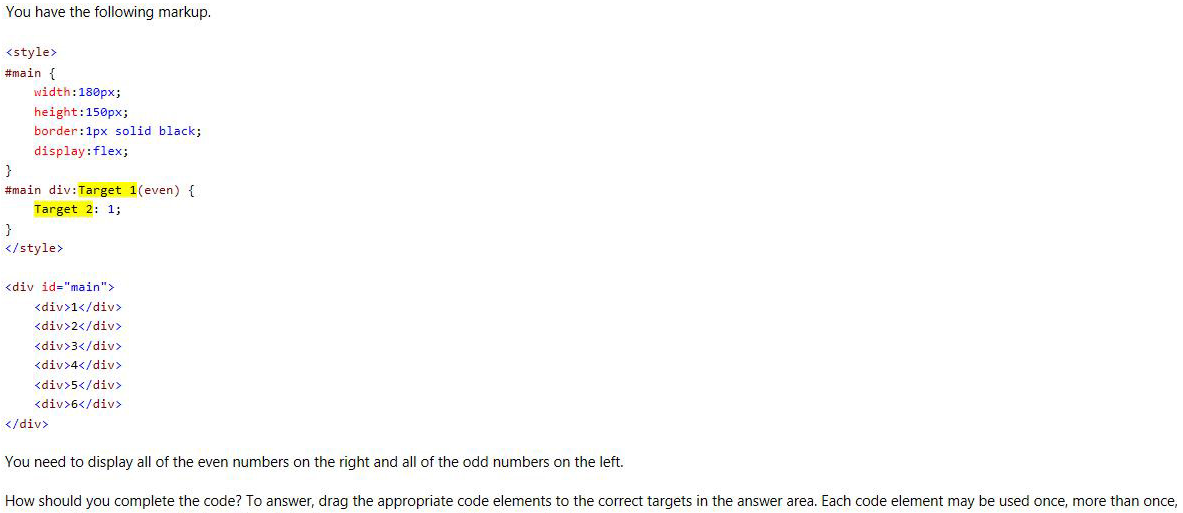 You have the following markup.
<style>
#main {
width:180px;
height:150px;
border:1px solid black;
display:flex;
}
#main div:Target 1(even) {
Target 2: 1;
}
</style>
<div id="main">
<div>1</div>
<div>2</div>
<div>3</div>
<div>4</div>
<div>5</div>
<div>6</div>
</div>
You need to display all of the even numbers on the right and all of the odd numbers on the left.
How should you complete the code? To answer, drag the appropriate code elements to the correct targets in the answer area. Each code element may be used once, more than once,